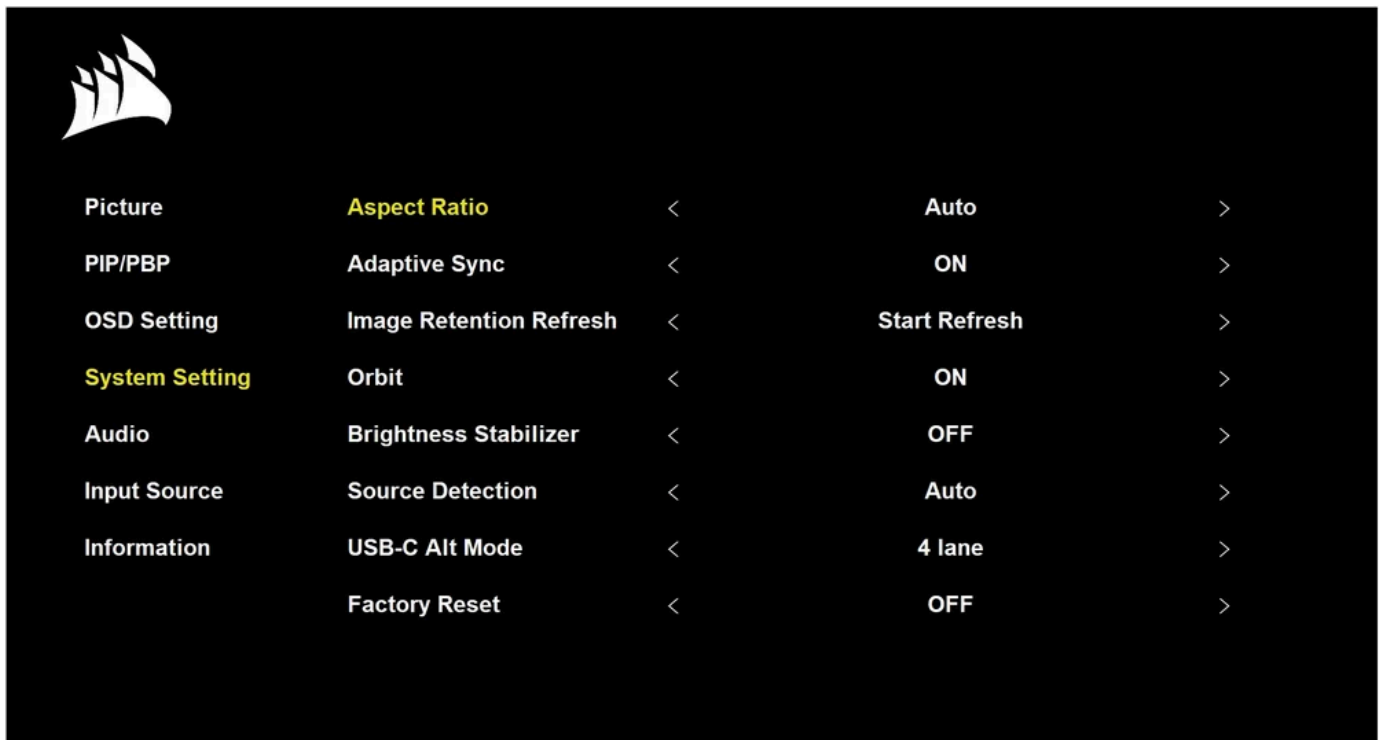 Picture Aspect Ratio < Auto >
PIP/PBP Adaptive Sync < ON >
OSD Setting Image Retention Refresh < Start Refresh >
System Setting Orbit < ON >
Audio Brightness Stabilizer < OFF >
Input Source Source Detection < Auto >
Information USB-C Alt Mode < 4 lane >
Factory Reset < OFF >